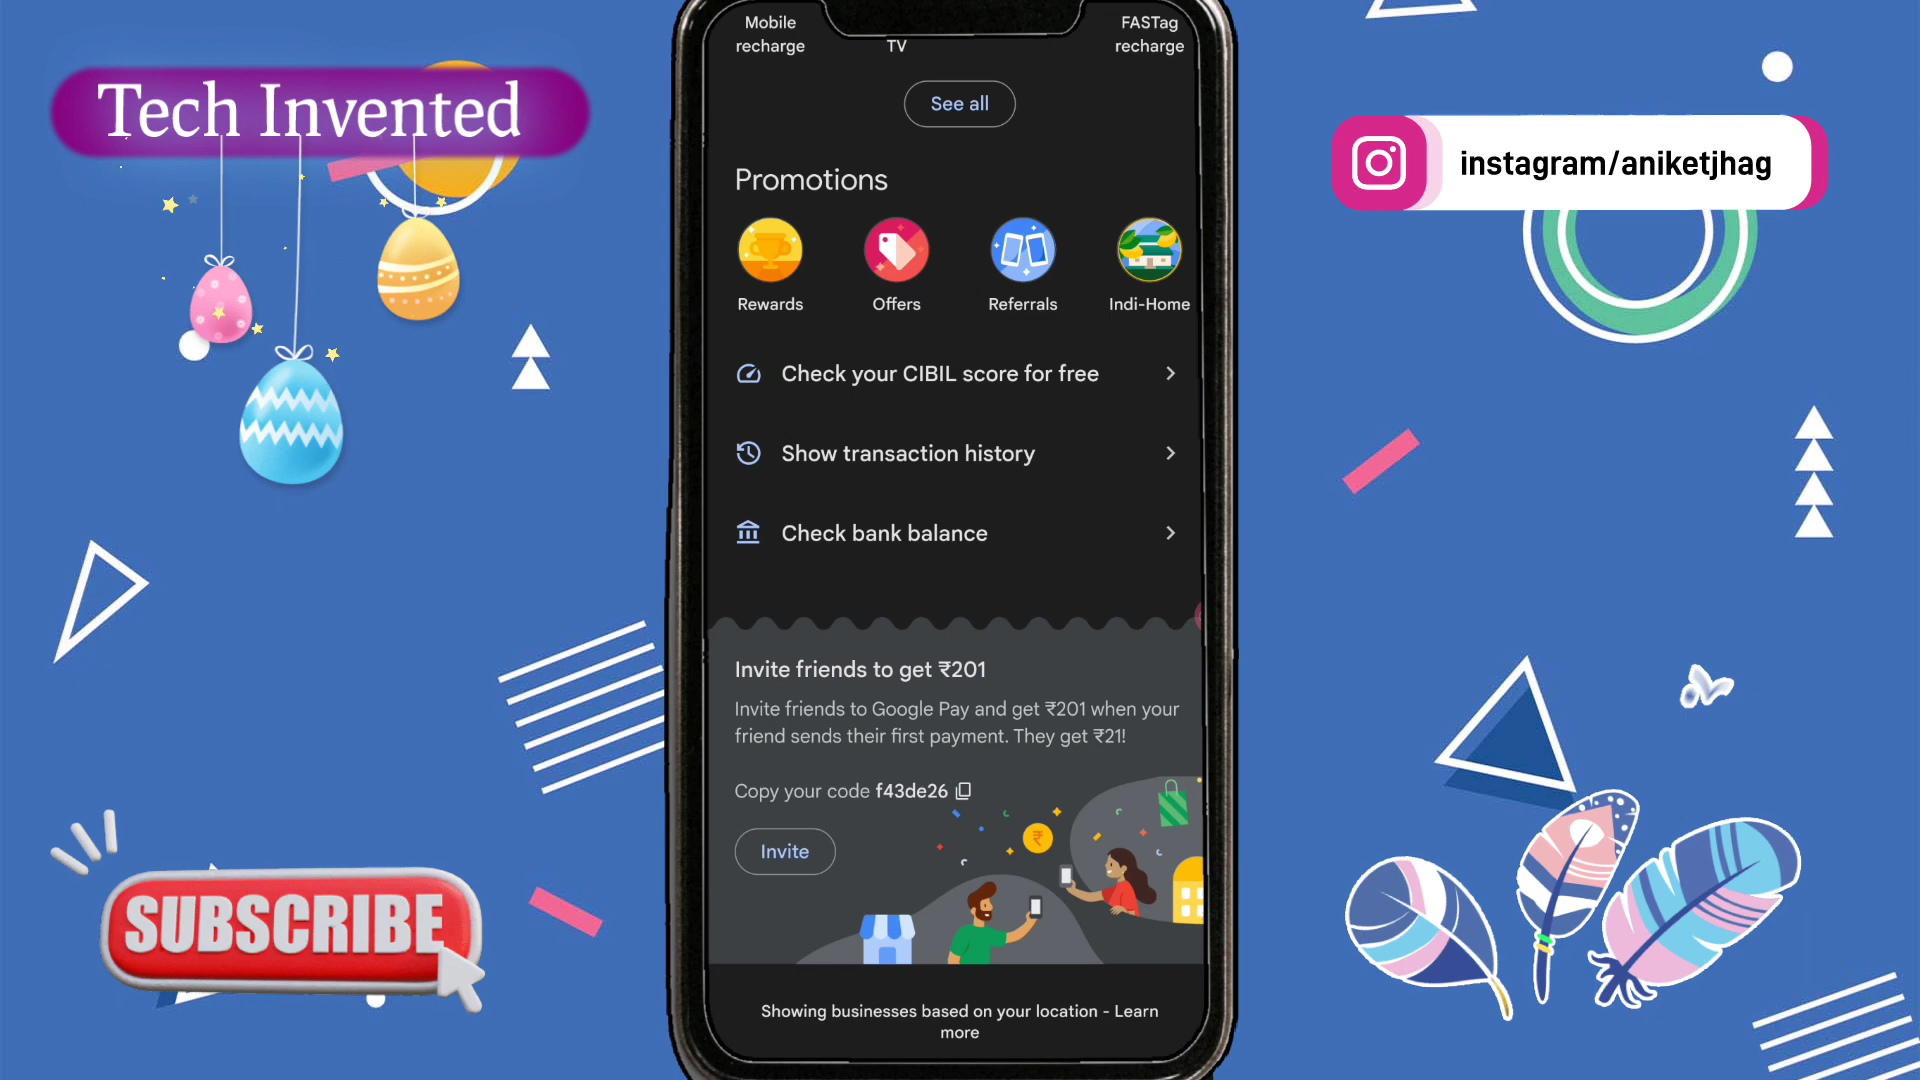 Tech Invented
instagram/aniketjhag
Mobile
recharge
TV
FASTag
recharge
See all
Promotions
Rewards
Offers
Referrals
Indi-Home
Check your CIBIL score for free
Show transaction history
Check bank balance
Invite friends to get ₹201
Invite friends to Google Pay and get ₹201 when your
friend sends their first payment. They get ₹21!
Copy your code f43de26
Invite
Showing businesses based on your location - Learn
more
SUBSCRIBE